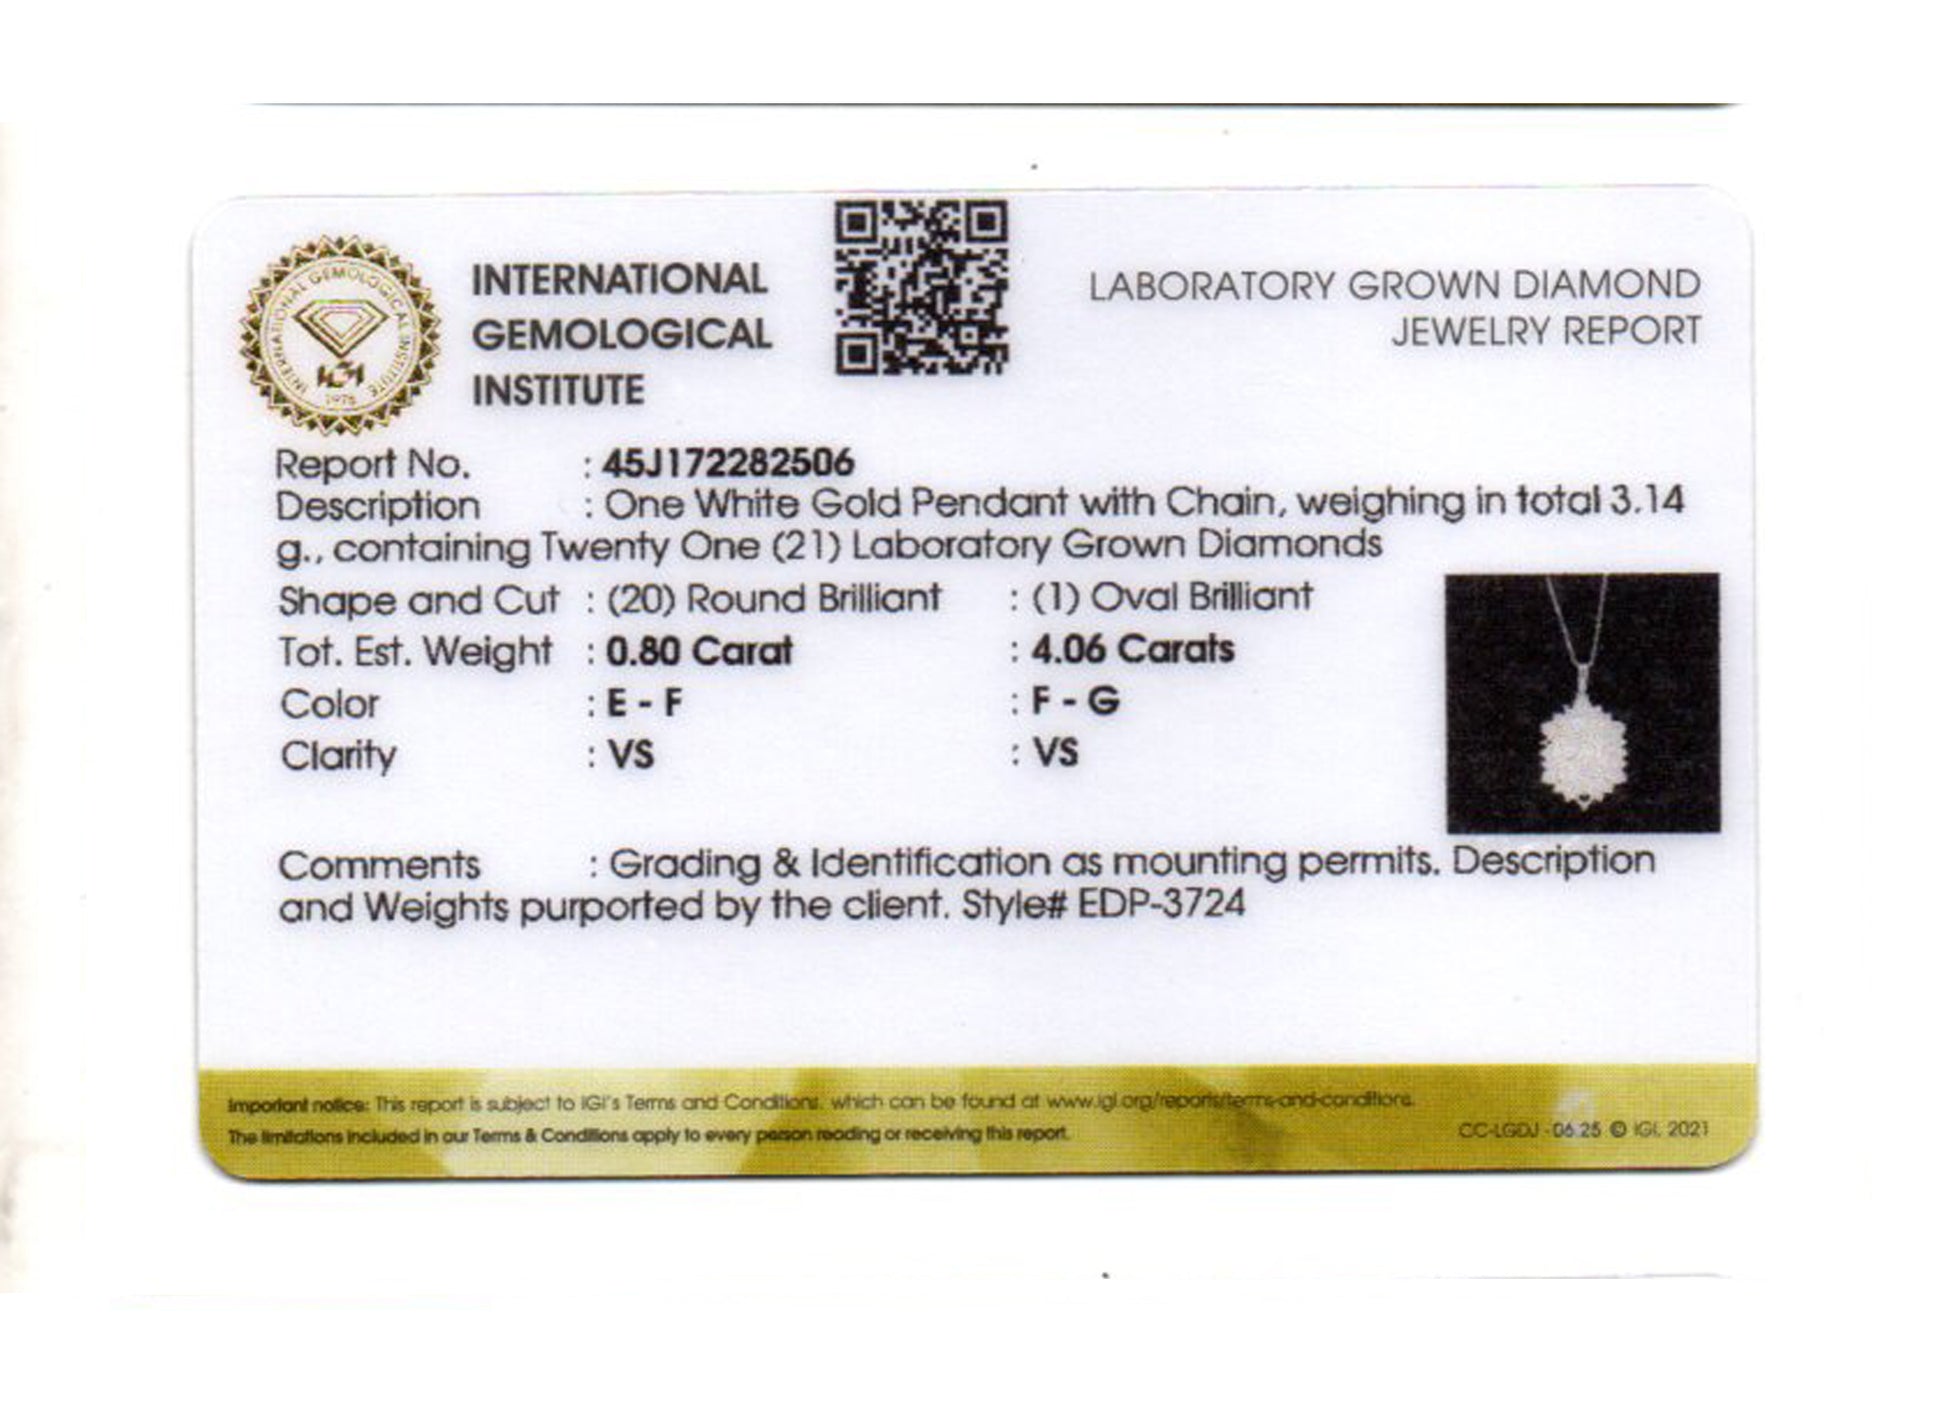 INTERNATIONAL GEMOLOGICAL INSTITUTE
IGI
1975
INTERNATIONAL
GEMOLOGICAL
INSTITUTE
LABORATORY GROWN DIAMOND
JEWELRY REPORT
Report No. : 45J172282506
Description : One White Gold Pendant with Chain, weighing in total 3.14
g., containing Twenty One (21) Laboratory Grown Diamonds
Shape and Cut : (20) Round Brilliant : (1) Oval Brilliant
Tot. Est. Weight : 0.80 Carat : 4.06 Carats
Color : E - F : F - G
Clarity : VS : VS
Comments : Grading & Identification as mounting permits. Description
and Weights purported by the client. Style# EDP-3724
Important notice: This report is subject to IGI's Terms and Conditions. which can be found at www.igi.org/reports/terms-and-conditions.
The limitations included in our Terms & Conditions apply to every person reading or receiving this report.
CC-LGDJ - 06.25 © IGI, 2021